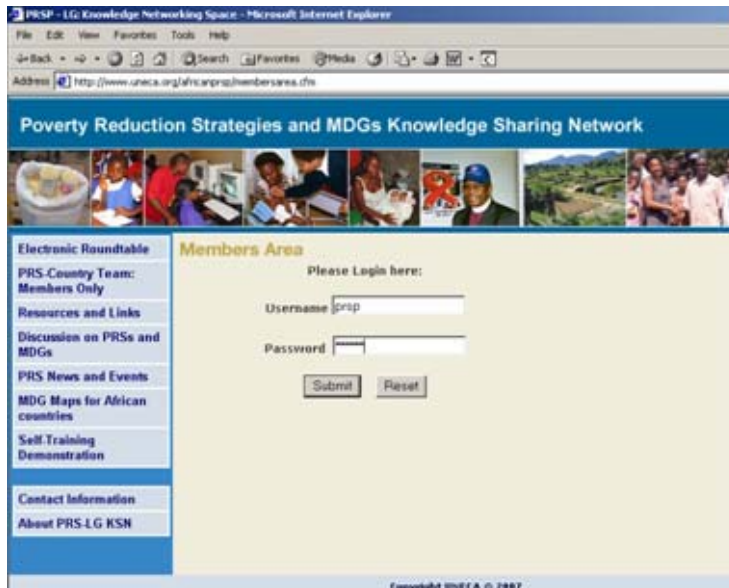 PRSP - LG: Knowledge Networking Space - Microsoft Internet Explorer
File Edit View Favorites Tools Help
Back Search Favorites Media
Address http://www.uneca.org/africanprsp/membersarea.cfm
Poverty Reduction Strategies and MDGs Knowledge Sharing Network
Electronic Roundtable
PRS-Country Team:
Members Only
Resources and Links
Discussion on PRSs and
MDGs
PRS News and Events
MDG Maps for African
countries
Self-Training
Demonstration
Contact Information
About PRS-LG KSN
Members Area
Please Login here:
Username prsp
Password
Submit Reset
Copyright UNECA © 2007